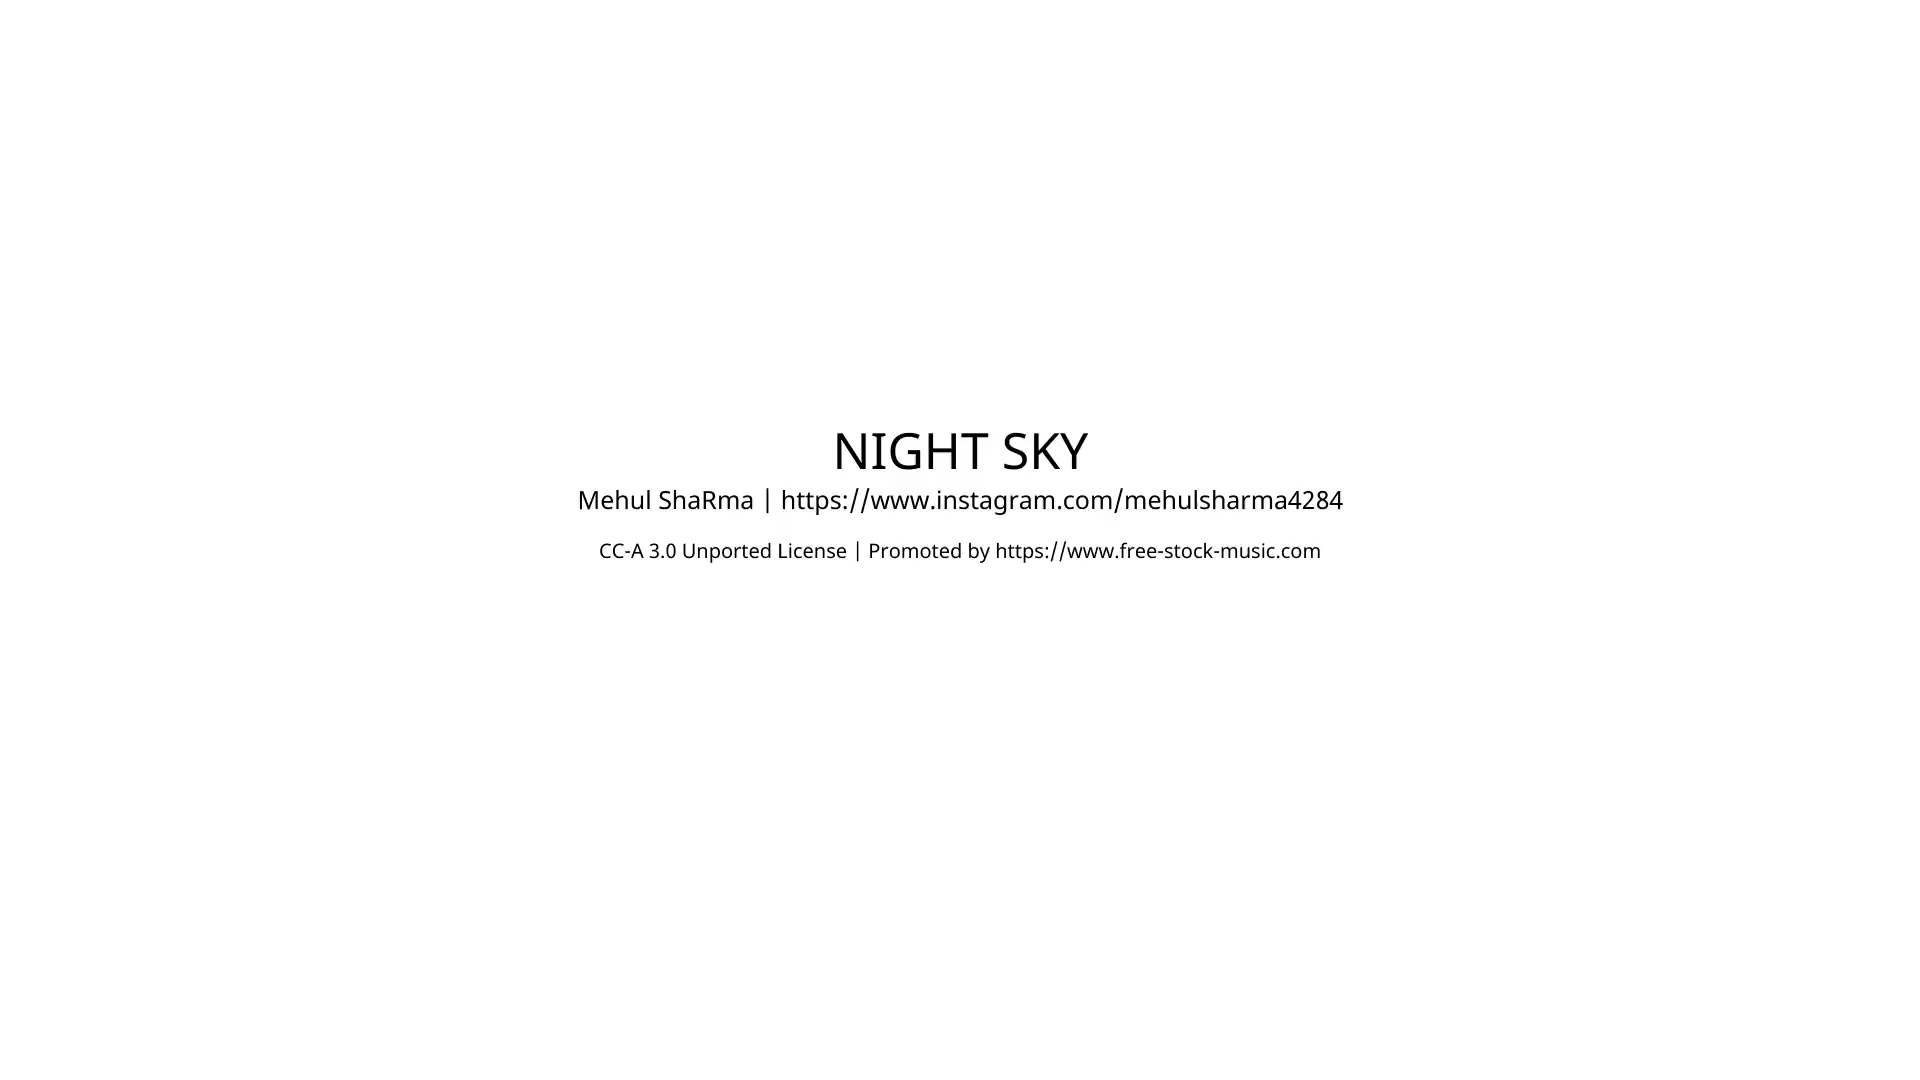 NIGHT SKY
Mehul ShaRma | https://www.instagram.com/mehulsharma4284
CC-A 3.0 Unported License | Promoted by https://www.free-stock-music.com